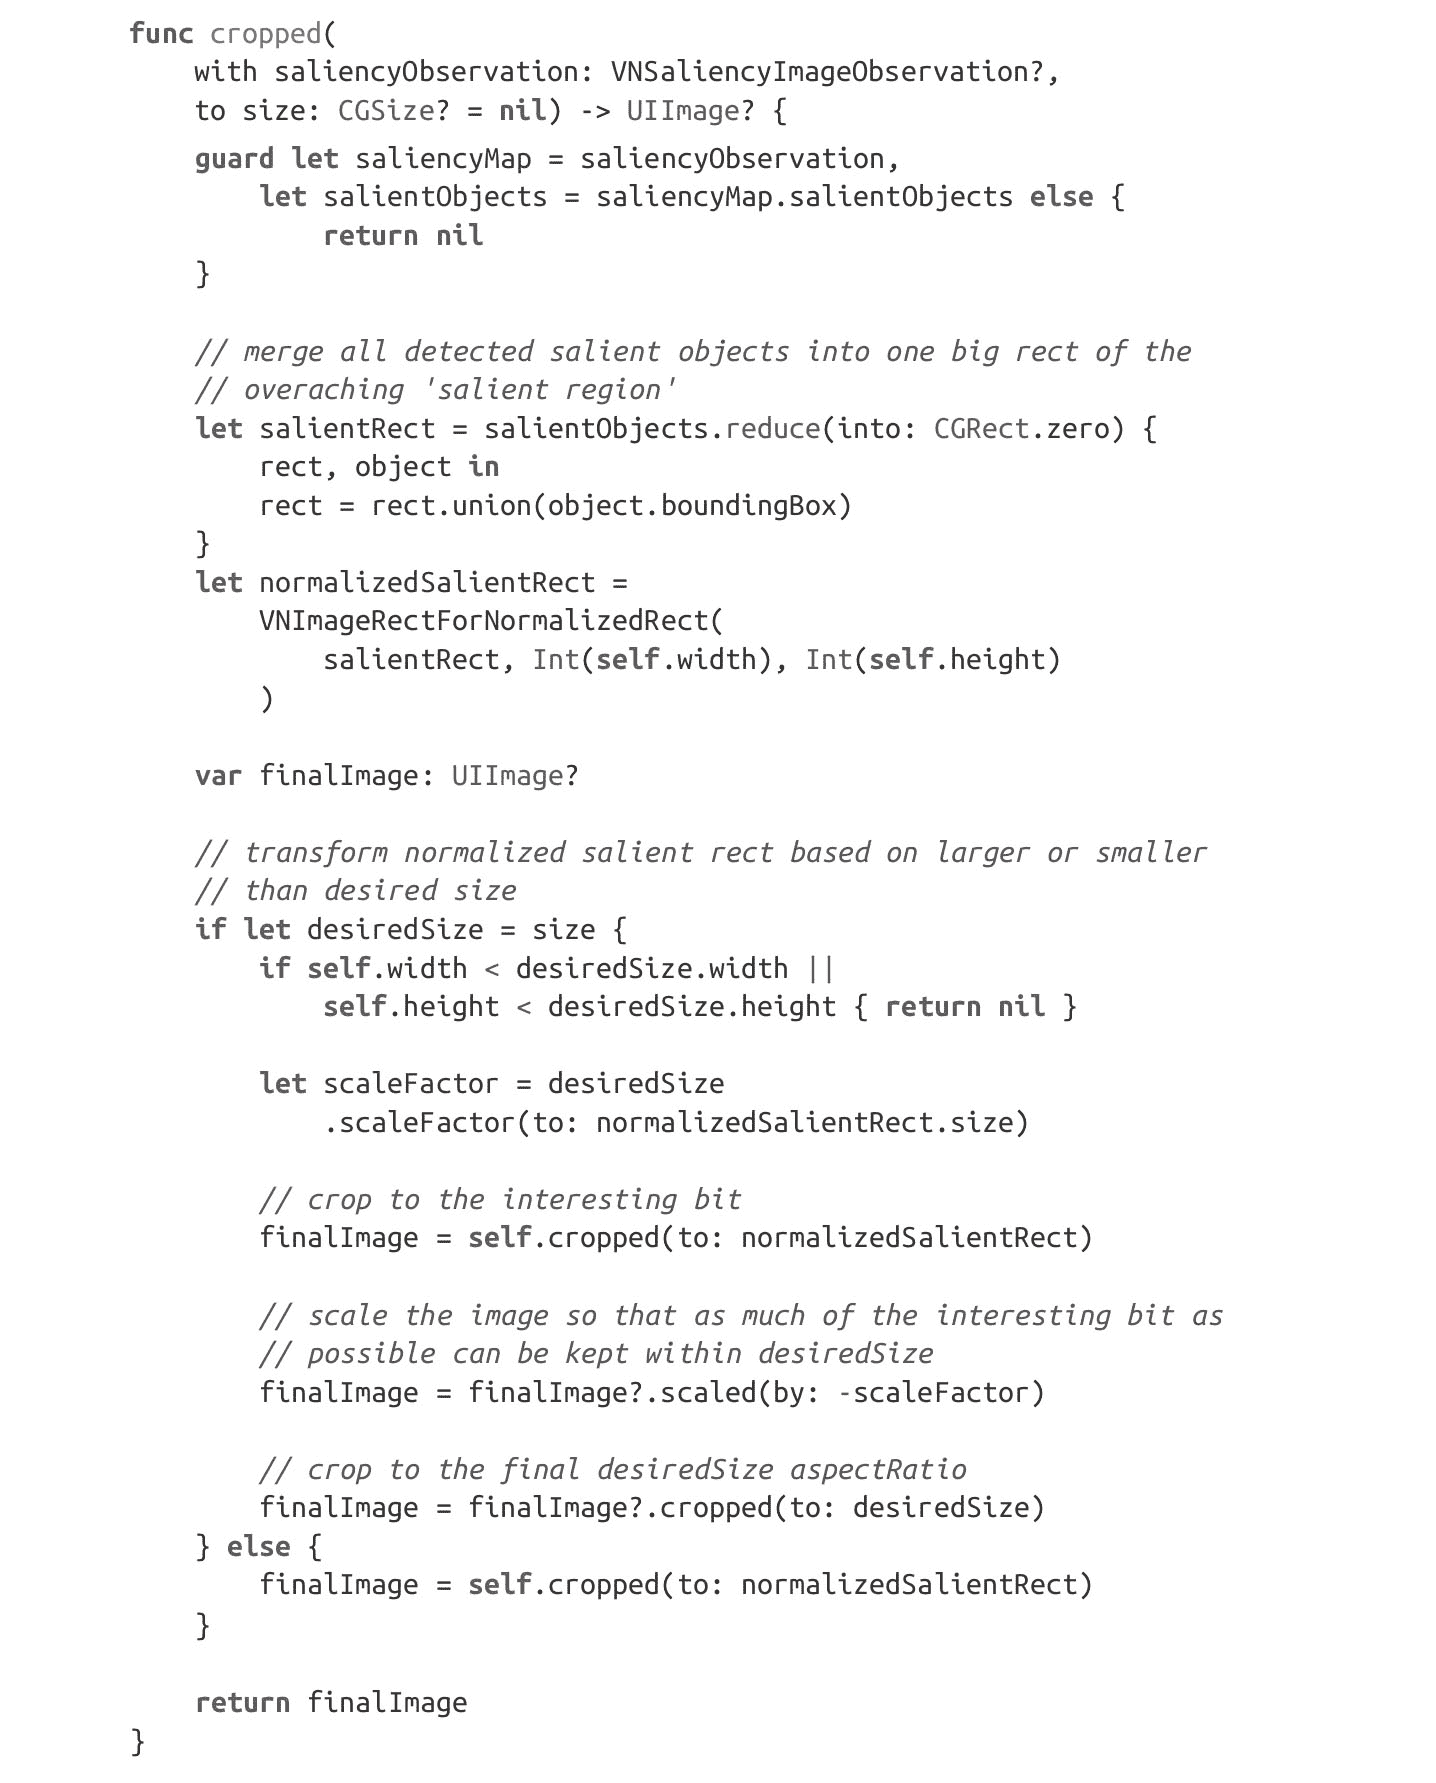 func cropped(
    with saliencyObservation: VNSaliencyImageObservation?,
    to size: CGSize? = nil) -> UIImage? {
    guard let saliencyMap = saliencyObservation,
        let salientObjects = saliencyMap.salientObjects else {
            return nil
    }

    // merge all detected salient objects into one big rect of the
    // overaching 'salient region'
    let salientRect = salientObjects.reduce(into: CGRect.zero) {
        rect, object in
        rect = rect.union(object.boundingBox)
    }
    let normalizedSalientRect =
        VNImageRectForNormalizedRect(
            salientRect, Int(self.width), Int(self.height)
        )

    var finalImage: UIImage?

    // transform normalized salient rect based on larger or smaller
    // than desired size
    if let desiredSize = size {
        if self.width < desiredSize.width ||
            self.height < desiredSize.height { return nil }

        let scaleFactor = desiredSize
            .scaleFactor(to: normalizedSalientRect.size)

        // crop to the interesting bit
        finalImage = self.cropped(to: normalizedSalientRect)

        // scale the image so that as much of the interesting bit as
        // possible can be kept within desiredSize
        finalImage = finalImage?.scaled(by: -scaleFactor)

        // crop to the final desiredSize aspectRatio
        finalImage = finalImage?.cropped(to: desiredSize)
    } else {
        finalImage = self.cropped(to: normalizedSalientRect)
    }

    return finalImage
}